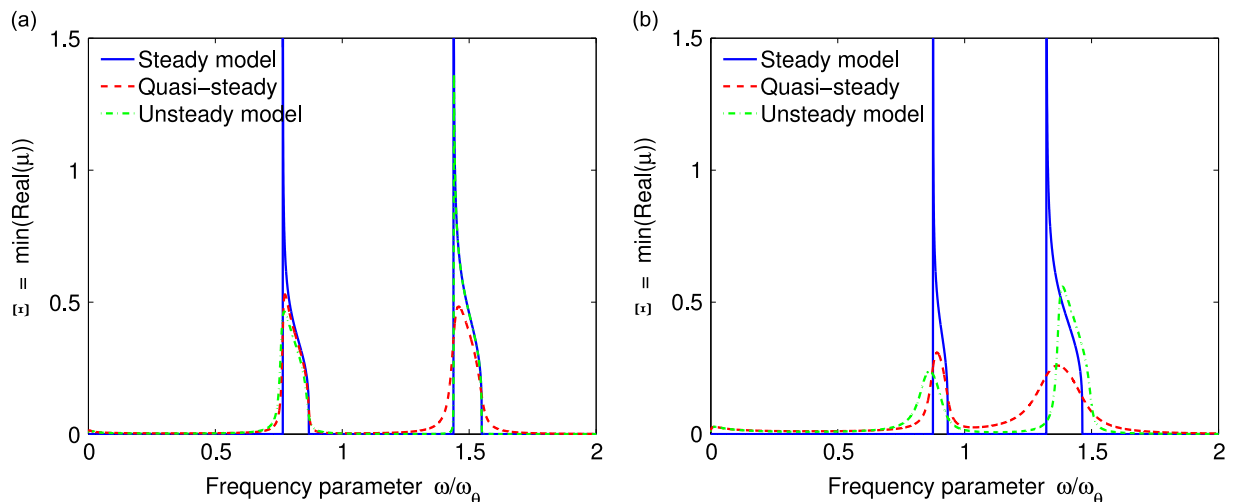 (a)
1.5
1
0.5
0
Steady model
Quasi−steady
Unsteady model
Ξ = min(Real(μ))
0 0.5 1 1.5 2
Frequency parameter ω/ω_θ
(b)
1.5
1
0.5
0
Steady model
Quasi−steady
Unsteady model
Ξ = min(Real(μ))
0 0.5 1 1.5 2
Frequency parameter ω/ω_θ